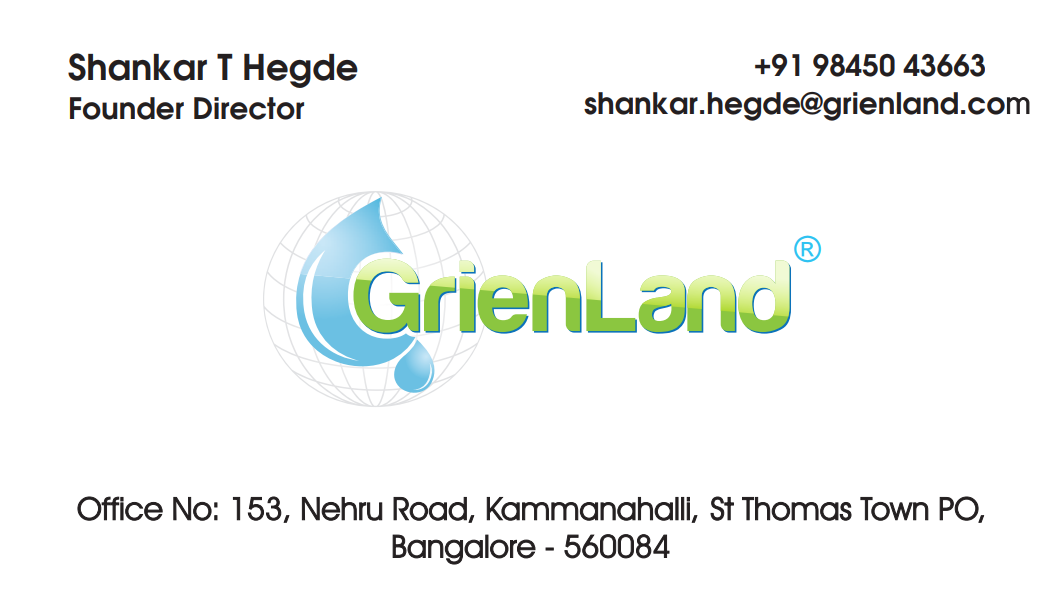 Shankar T Hegde
Founder Director
+91 98450 43663
shankar.hegde@grienland.com
GrienLand®
Office No: 153, Nehru Road, Kammanahalli, St Thomas Town PO,
Bangalore - 560084